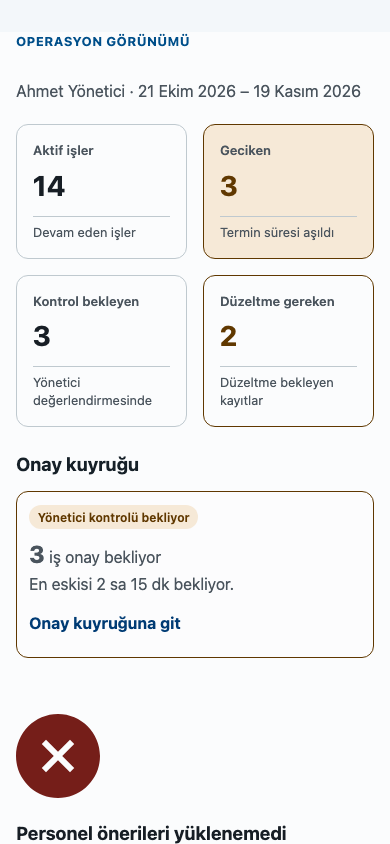 OPERASYON GÖRÜNÜMÜ
Ahmet Yönetici · 21 Ekim 2026 – 19 Kasım 2026
Aktif işler
14
Devam eden işler
Geciken
3
Termin süresi aşıldı
Kontrol bekleyen
3
Yönetici
değerlendirmesinde
Düzeltme gereken
2
Düzeltme bekleyen
kayıtlar
Onay kuyruğu
Yönetici kontrolü bekliyor
3 iş onay bekliyor
En eskisi 2 sa 15 dk bekliyor.
Onay kuyruğuna git
Personel önerileri yüklenemedi